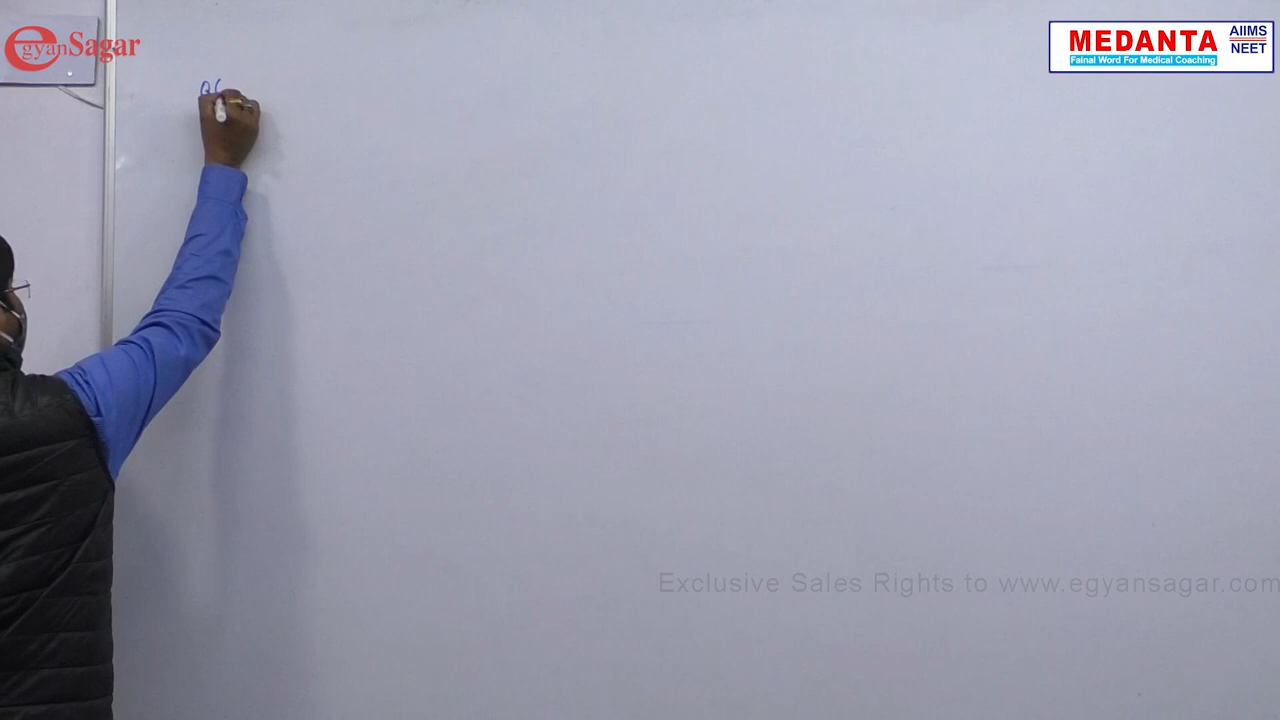 egyanSagar
MEDANTA
Fainal Word For Medical Coaching
AIIMS
NEET
Exclusive Sales Rights to www.egyansagar.com